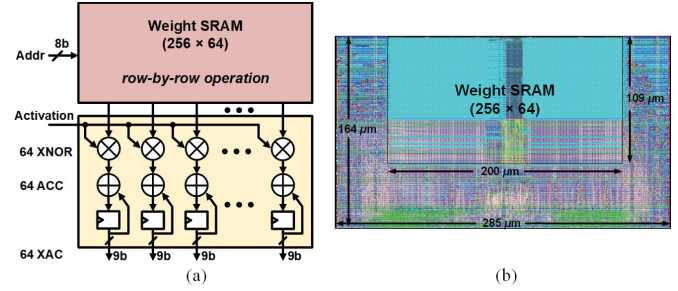 Weight SRAM
(256 × 64)
8b
Addr
row-by-row operation
Activation
64 XNOR
64 ACC
64 XAC
9b
9b
9b
9b
(a)
Weight SRAM
(256 × 64)
109 µm
164 µm
200 µm
285 µm
(b)